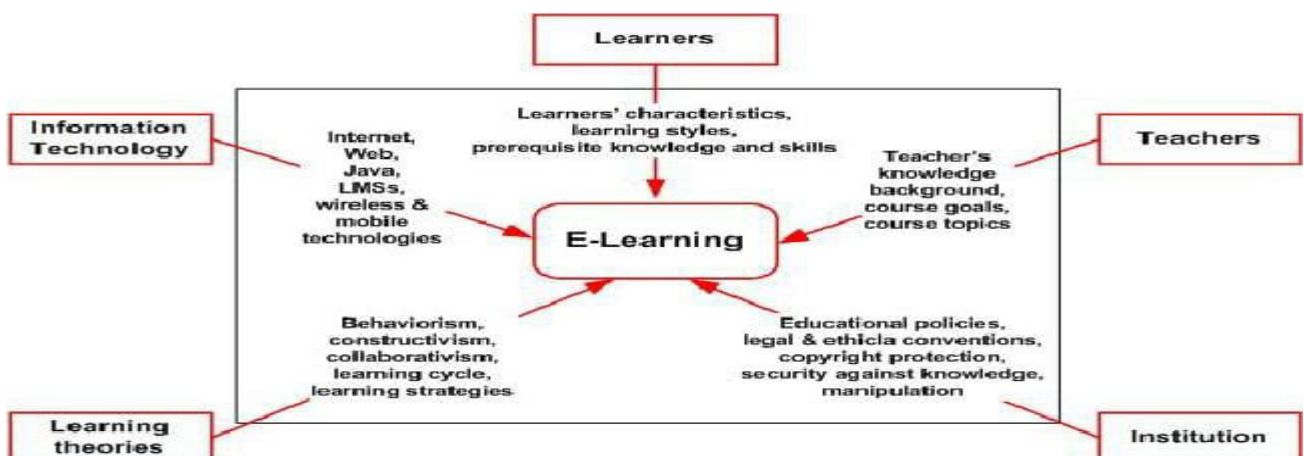 Learners
Information
Technology
Internet,
Web,
Java,
LMSs,
wireless &
mobile
technologies
Learners' characteristics,
learning styles,
prerequisite knowledge and skills
Teachers
Teacher's
knowledge
background,
course goals,
course topics
E-Learning
Behaviorism,
constructivism,
collaborativism,
learning cycle,
learning strategies
Educational policies,
legal & ethicla conventions,
copyright protection,
security against knowledge,
manipulation
Learning
theories
Institution